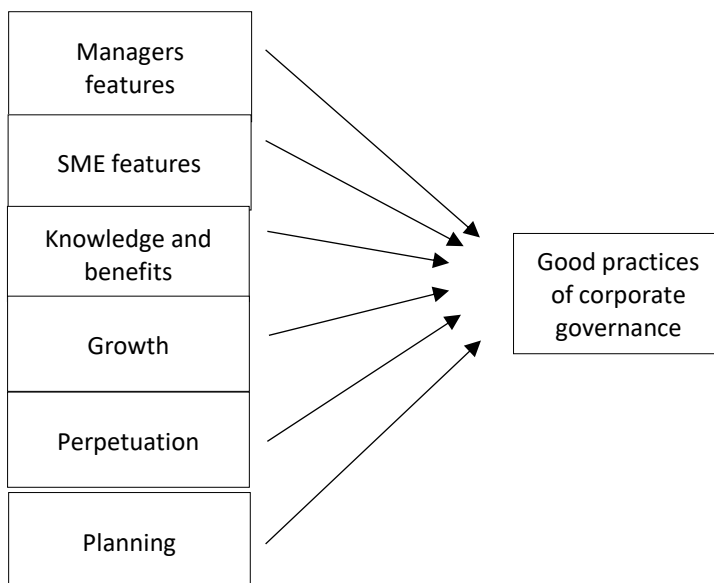 Managers
features
SME features
Knowledge and
benefits
Growth
Perpetuation
Planning
Good practices
of corporate
governance